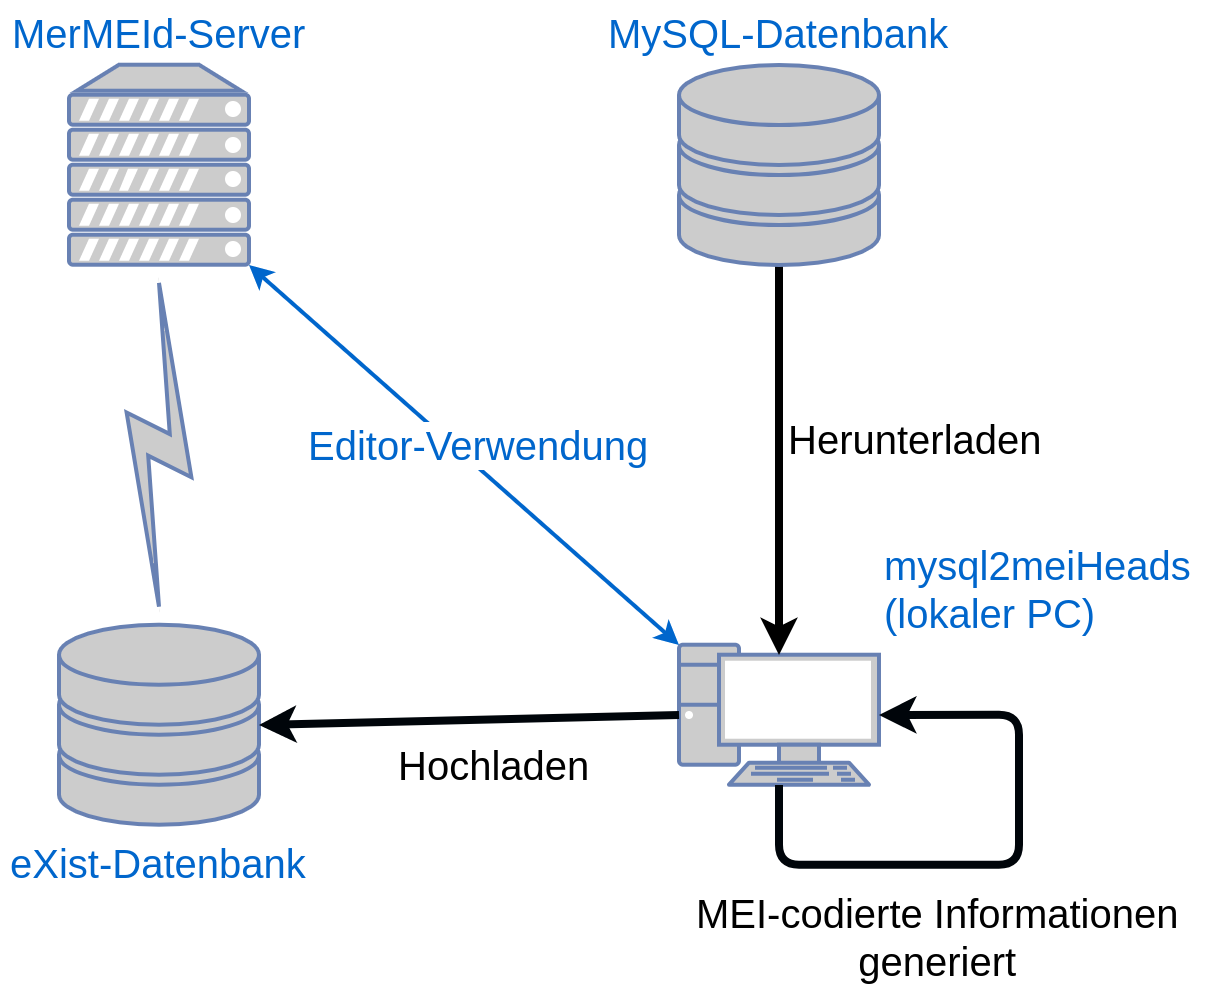 MerMEId-Server
MySQL-Datenbank
Editor-Verwendung
Herunterladen
mysql2meiHeads
(lokaler PC)
Hochladen
eXist-Datenbank
MEI-codierte Informationen
generiert